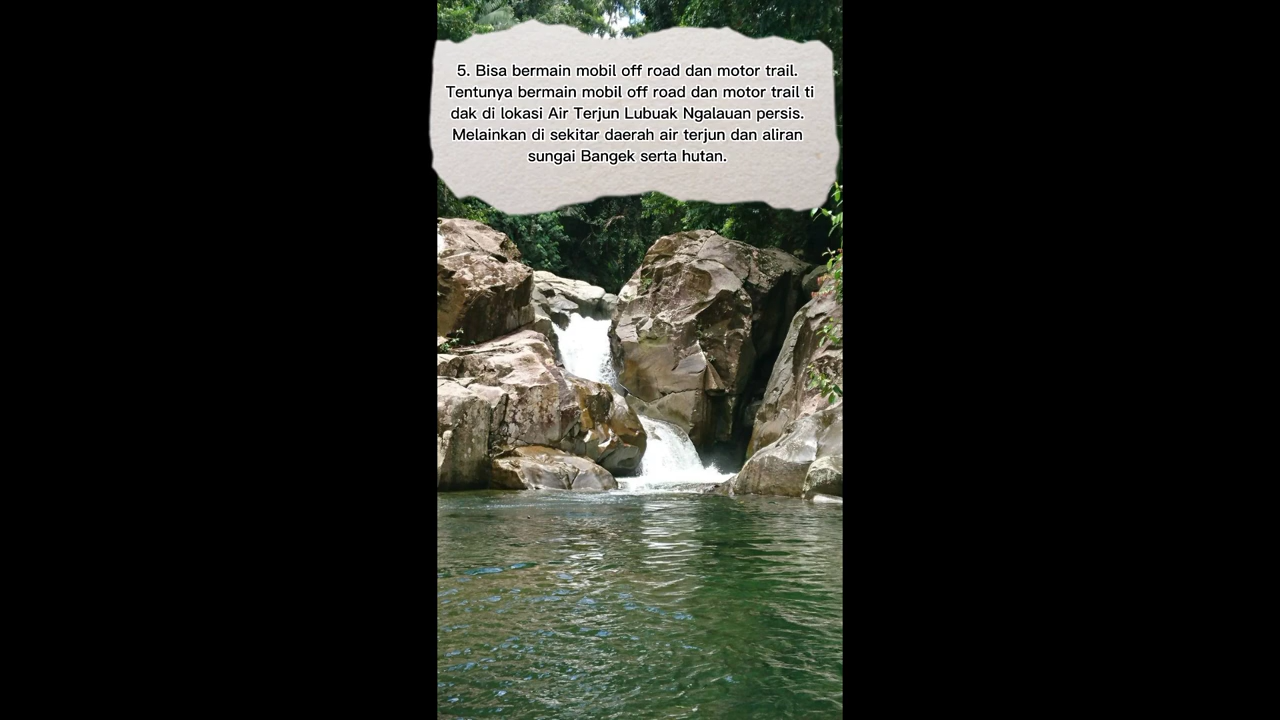 5. Bisa bermain mobil off road dan motor trail.
Tentunya bermain mobil off road dan motor trail ti
dak di lokasi Air Terjun Lubuak Ngalauan persis.
Melainkan di sekitar daerah air terjun dan aliran
sungai Bangek serta hutan.